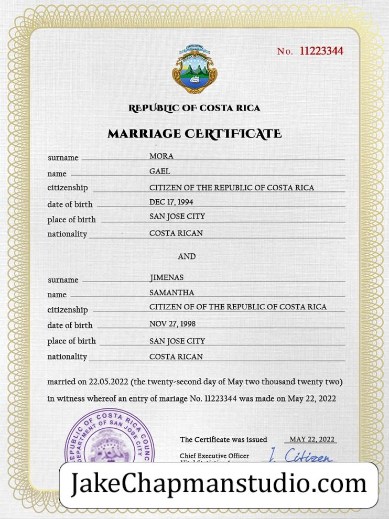 No. 11223344
REPUBLIC OF COSTA RICA
MARRIAGE CERTIFICATE
surname MORA
name GAEL
citizenship CITIZEN OF THE REPUBLIC OF COSTA RICA
date of birth DEC 17, 1994
place of birth SAN JOSE CITY
nationality COSTA RICAN
AND
surname JIMENAS
name SAMANTHA
citizenship CITIZEN OF OF THE REPUBLIC OF COSTA RICA
date of birth NOV 27, 1998
place of birth SAN JOSE CITY
nationality COSTA RICAN
married on 22.05.2022 (the twenty-second day of May two thousand twenty two)
In witness whereof an entry of mariage No. 11223344 was made on May 22, 2022
REPUBLIC OF COSTA RICA
DEPARTMENT OF SAN JOSE CITY
The Certificate was issued MAY 22, 2022
Chief Executive Officer
J. Citizen
JakeChapmanstudio.com